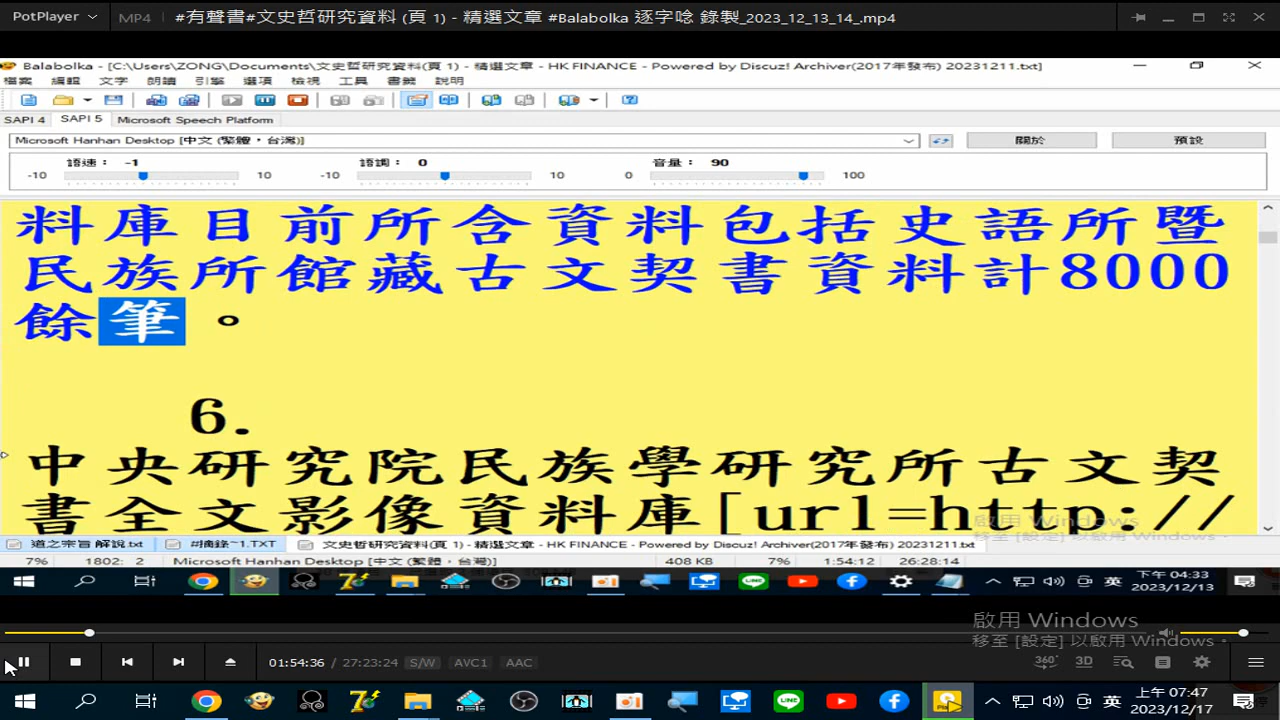 PotPlayer
MP4
#有聲書#文史哲研究資料 (頁 1) - 精選文章 #Balabolka 逐字唸 錄製_2023_12_13_14_.mp4
Balabolka - [C:\Users\ZONG\Documents\文史哲研究資料(頁 1) - 精選文章 - HK FINANCE - Powered by Discuz! Archiver(2017年發布) 20231211.txt]
檔案 編輯 文字 朗讀 引擎 選項 檢視 工具 書籤 說明
SAPI 4 SAPI 5 Microsoft Speech Platform
Microsoft Hanhan Desktop [中文 (繁體，台灣)]
關於
預設
語速： -1 語調： 0 音量： 90
-10 10 -10 10 0 100
料庫目前所含資料包括史語所暨
民族所館藏古文契書資料計8000
餘筆。
6.
中央研究院民族學研究所古文契
書全文影像資料庫[url=http://
啟用 Windows
移至 [設定] 以啟用 Windows。
道之宗旨 解說.txt
#摘錄~1.TXT
文史哲研究資料(頁 1) - 精選文章 - HK FINANCE - Powered by Discuz! Archiver(2017年發布) 20231211.txt
7% 1802: 2 Microsoft Hanhan Desktop [中文 (繁體，台灣)] 408 KB 7% 1:54:12 26:28:14
英
下午 04:33
2023/12/13
啟用 Windows
移至 [設定] 以啟用 Windows。
01:54:36 / 27:23:24 S/W AVC1 AAC
360° 3D
英
上午 07:47
2023/12/17